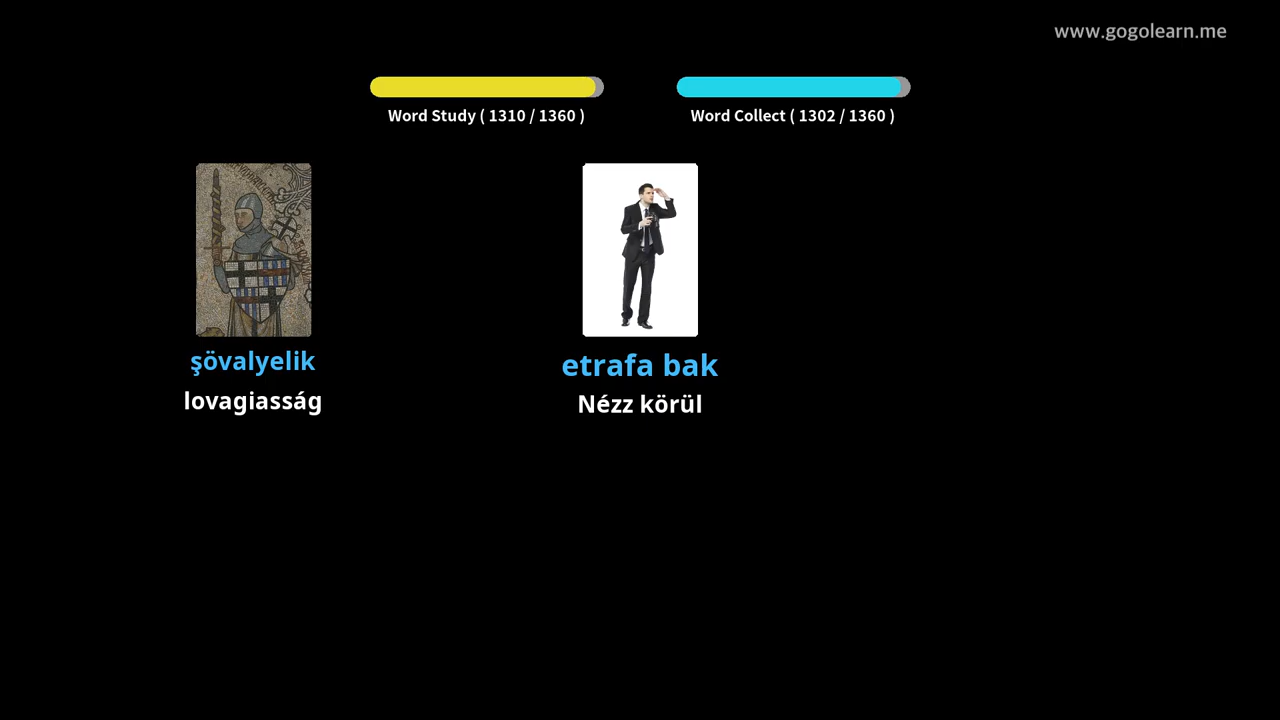 www.gogolearn.me
Word Study ( 1310 / 1360 )
Word Collect ( 1302 / 1360 )
şövalyelik
lovagiasság
etrafa bak
Nézz körül